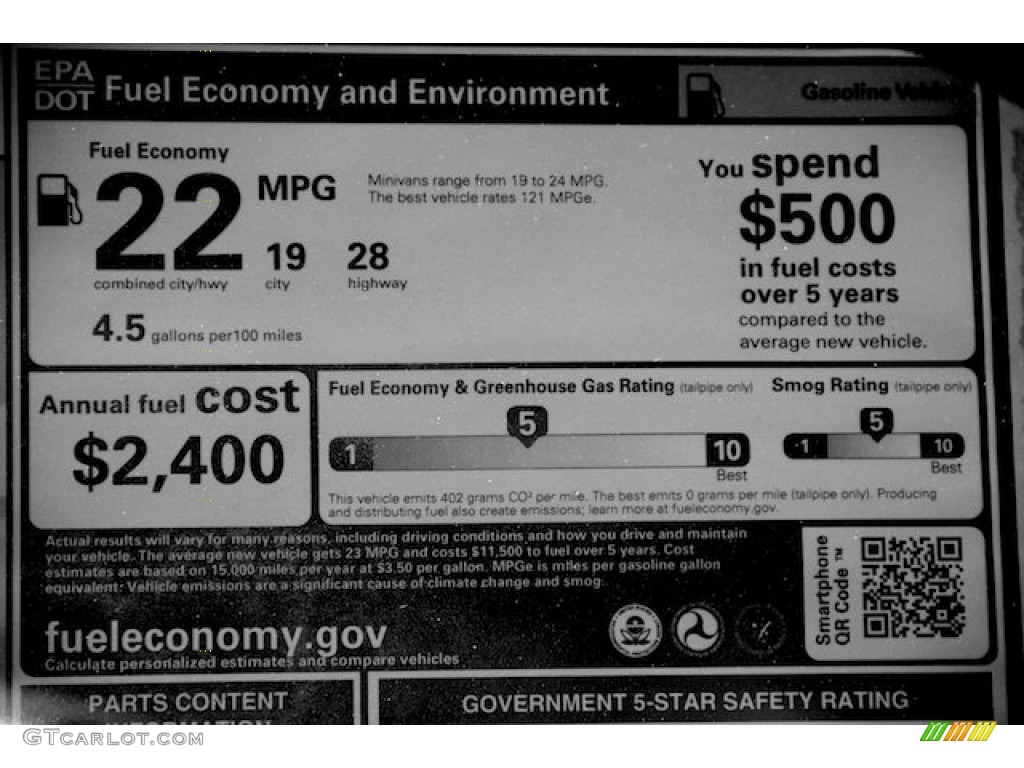 EPA
DOT
Fuel Economy and Environment
Gasoline Vehicle
Fuel Economy
22
MPG
Minivans range from 19 to 24 MPG.
The best vehicle rates 121 MPGe.
19
28
combined city/hwy
city
highway
4.5 gallons per100 miles
You spend
$500
in fuel costs
over 5 years
compared to the
average new vehicle.
Annual fuel cost
$2,400
Fuel Economy & Greenhouse Gas Rating (tailpipe only)
5
1
10
Best
Smog Rating (tailpipe only)
5
1
10
Best
This vehicle emits 402 grams CO² per mile. The best emits 0 grams per mile (tailpipe only). Producing
and distributing fuel also create emissions; learn more at fueleconomy.gov.
Actual results will vary for many reasons, including driving conditions and how you drive and maintain
your vehicle. The average new vehicle gets 23 MPG and costs $11,500 to fuel over 5 years. Cost
estimates are based on 15,000 miles per year at $3.50 per gallon. MPGe is miles per gasoline gallon
equivalent. Vehicle emissions are a significant cause of climate change and smog.
fueleconomy.gov
Calculate personalized estimates and compare vehicles
Smartphone
QR Code™
PARTS CONTENT
INFORMATION
GOVERNMENT 5-STAR SAFETY RATING
GTCARLOT.COM